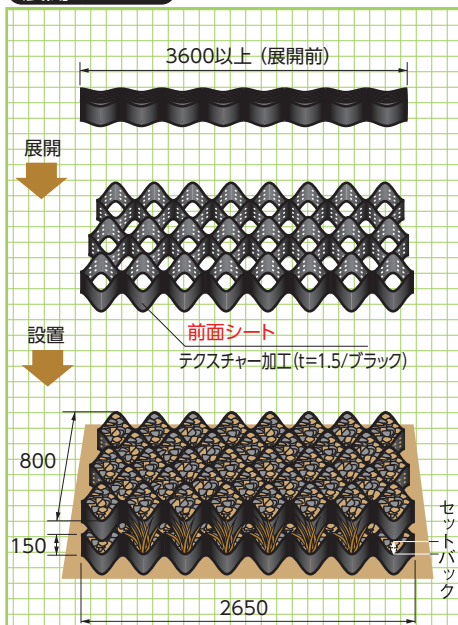 3600以上（展開前）
展開
前面シート
設置
テクスチャー加工(t=1.5/ブラック)
800
150
セットバック
2650